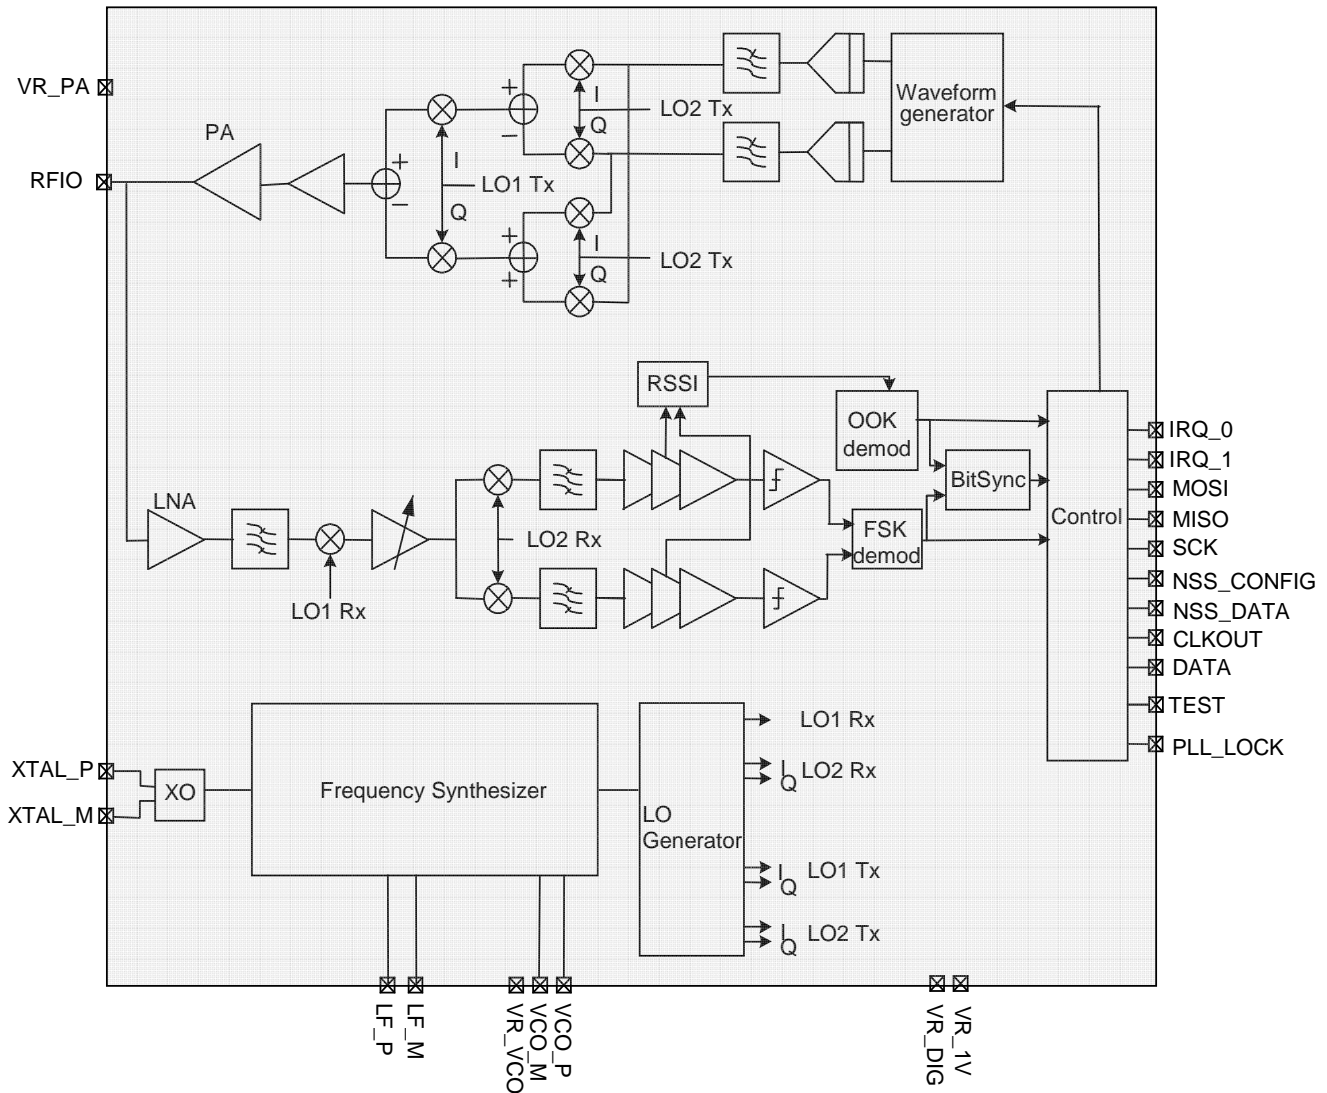 VR_PA
PA
RFIO
+
−
I
LO1 Tx
Q
+
−
I
LO2 Tx
Q
+
+
I
LO2 Tx
Q
Waveform
generator
RSSI
OOK
demod
BitSync
FSK
demod
Control
LNA
LO1 Rx
LO2 Rx
IRQ_0
IRQ_1
MOSI
MISO
SCK
NSS_CONFIG
NSS_DATA
CLKOUT
DATA
TEST
PLL_LOCK
XTAL_P
XTAL_M
XO
Frequency Synthesizer
LO
Generator
LO1 Rx
I
Q
LO2 Rx
I
Q
LO1 Tx
I
Q
LO2 Tx
LF_P
LF_M
VR_VCO
VCO_M
VCO_P
VR_DIG
VR_1V